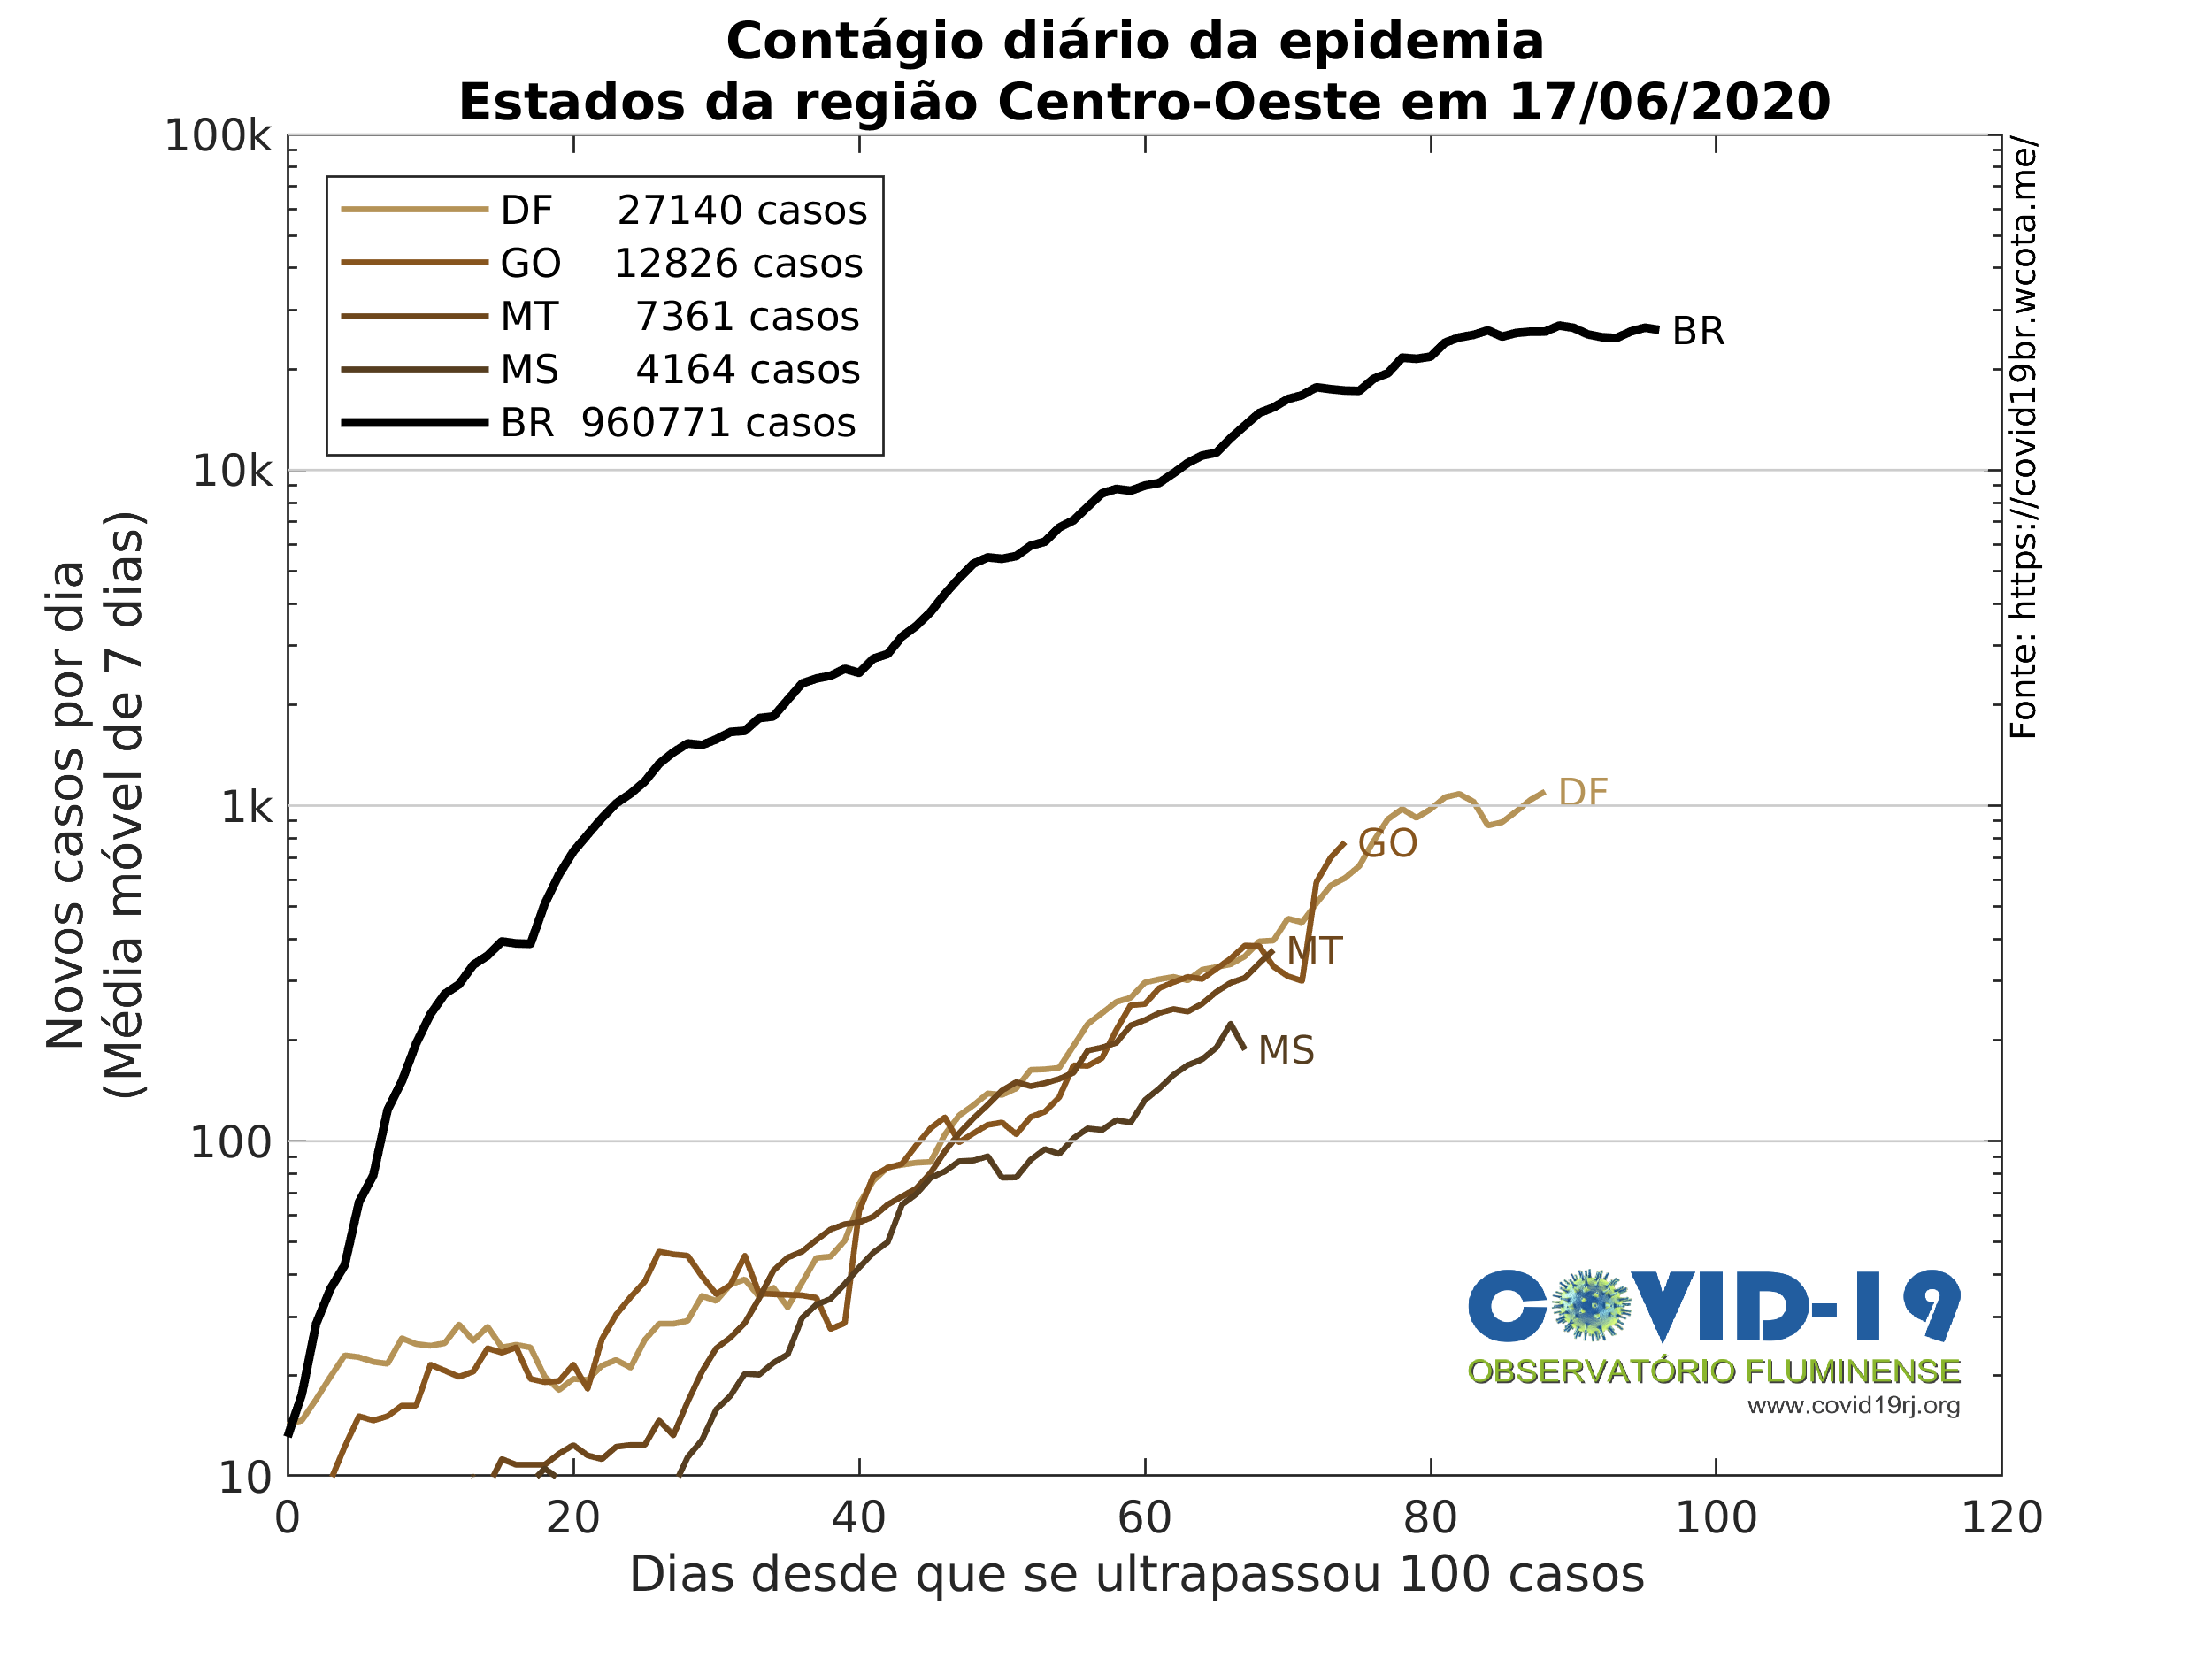 Contágio diário da epidemia
Estados da região Centro-Oeste em 17/06/2020
100k
10k
1k
100
10
Novos casos por dia
(Média móvel de 7 dias)
DF 27140 casos
GO 12826 casos
MT 7361 casos
MS 4164 casos
BR 960771 casos
BR
DF
GO
MT
MS
Fonte: https://covid19br.wcota.me/
COVID-19
OBSERVATÓRIO FLUMINENSE
www.covid19rj.org
0 20 40 60 80 100 120
Dias desde que se ultrapassou 100 casos